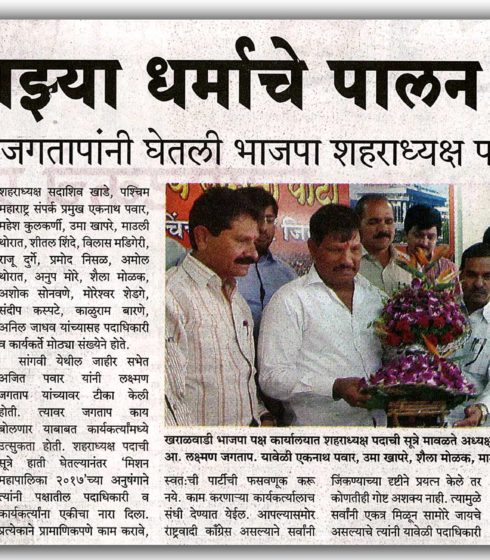 झ्या धर्माचे पालन
जगतापांनी घेतली भाजपा शहराध्यक्ष
शहराध्यक्ष सदाशिव खाडे, पश्चिम
महाराष्ट्र संपर्क प्रमुख एकनाथ पवार,
महेश कुलकर्णी, उमा खापरे, माउली
थोरात, शीतल शिंदे, विलास मडिगेरी,
राजू दुर्गे, प्रमोद निसळ, अमोल
थोरात, अनुप मोरे, शैला मोळक,
अशोक सोनवणे, मोरेश्वर शेडगे,
संदीप कस्पटे, काळुराम बारणे,
अनिल जाधव यांच्यासह पदाधिकारी
व कार्यकर्ते मोठ्या संख्येने होते.
सांगवी येथील जाहीर सभेत
अजित पवार यांनी लक्ष्मण
जगताप यांच्यावर टीका केली
होती. त्यावर जगताप काय
बोलणार याबाबत कार्यकर्त्यांमध्ये
उत्सुकता होती. शहराध्यक्ष पदाची
सूत्रे हाती घेतल्यानंतर 'मिशन
महापालिका २०१७'च्या अनुषंगाने
त्यांनी पक्षातील पदाधिकारी व
कार्यकर्त्यांना एकीचा नारा दिला.
प्रत्येकाने प्रामाणिकपणे काम करावे,
खराळवाडी भाजपा पक्ष कार्यालयात शहराध्यक्ष पदाची सूत्रे मावळते अध्यक्ष
आ. लक्ष्मण जगताप. यावेळी एकनाथ पवार, उमा खापरे, शैला मोळक,
स्वत:ची पार्टीची फसवणूक करू
नये. काम करणाऱ्या कार्यकर्त्यालाच
संधी देण्यात येईल. आपल्यासमोर
राष्ट्रवादी काँग्रेस असल्याने सर्वांनी
जिंकण्याच्या दृष्टीने प्रयत्न केले तर
कोणतीही गोष्ट अशक्य नाही. त्यामुळे
सर्वांनी एकत्र मिळून सामोरे जायचे
असल्याचे त्यांनी यावेळी पदाधिकारी